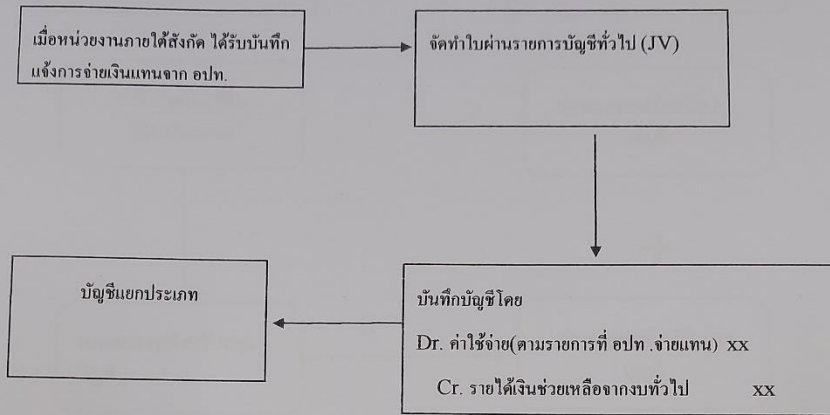 เมื่อหน่วยงานภายใต้สังกัด ได้รับบันทึก
แจ้งการจ่ายเงินแทนจาก อปท.
จัดทำใบผ่านรายการบัญชีทั่วไป (JV)
บันทึกบัญชีโดย
Dr. ค่าใช้จ่าย(ตามรายการที่ อปท .จ่ายแทน) xx
Cr. รายได้เงินช่วยเหลือจากงบทั่วไป xx
บัญชีแยกประเภท